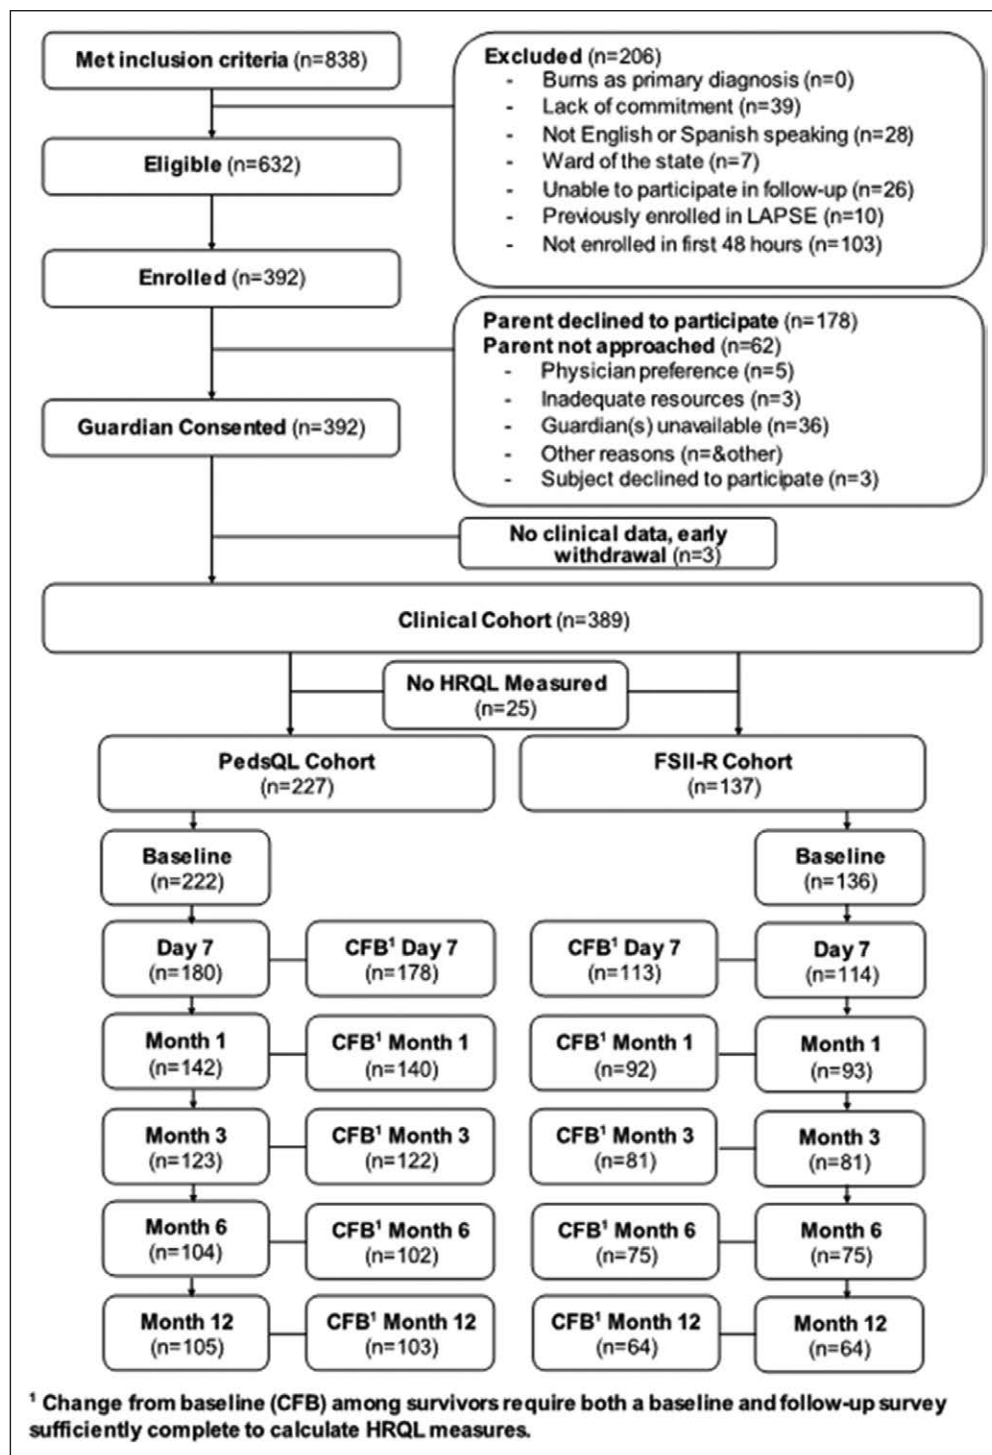 Met inclusion criteria (n=838)
Excluded (n=206)
- Burns as primary diagnosis (n=0)
- Lack of commitment (n=39)
- Not English or Spanish speaking (n=28)
- Ward of the state (n=7)
- Unable to participate in follow-up (n=26)
- Previously enrolled in LAPSE (n=10)
- Not enrolled in first 48 hours (n=103)
Eligible (n=632)
Enrolled (n=392)
Parent declined to participate (n=178)
Parent not approached (n=62)
- Physician preference (n=5)
- Inadequate resources (n=3)
- Guardian(s) unavailable (n=36)
- Other reasons (n=&other)
- Subject declined to participate (n=3)
Guardian Consented (n=392)
No clinical data, early
withdrawal (n=3)
Clinical Cohort (n=389)
No HRQL Measured
(n=25)
PedsQL Cohort
(n=227)
FSII-R Cohort
(n=137)
Baseline
(n=222)
Baseline
(n=136)
Day 7
(n=180)
CFB¹ Day 7
(n=178)
CFB¹ Day 7
(n=113)
Day 7
(n=114)
Month 1
(n=142)
CFB¹ Month 1
(n=140)
CFB¹ Month 1
(n=92)
Month 1
(n=93)
Month 3
(n=123)
CFB¹ Month 3
(n=122)
CFB¹ Month 3
(n=81)
Month 3
(n=81)
Month 6
(n=104)
CFB¹ Month 6
(n=102)
CFB¹ Month 6
(n=75)
Month 6
(n=75)
Month 12
(n=105)
CFB¹ Month 12
(n=103)
CFB¹ Month 12
(n=64)
Month 12
(n=64)
¹ Change from baseline (CFB) among survivors require both a baseline and follow-up survey
sufficiently complete to calculate HRQL measures.